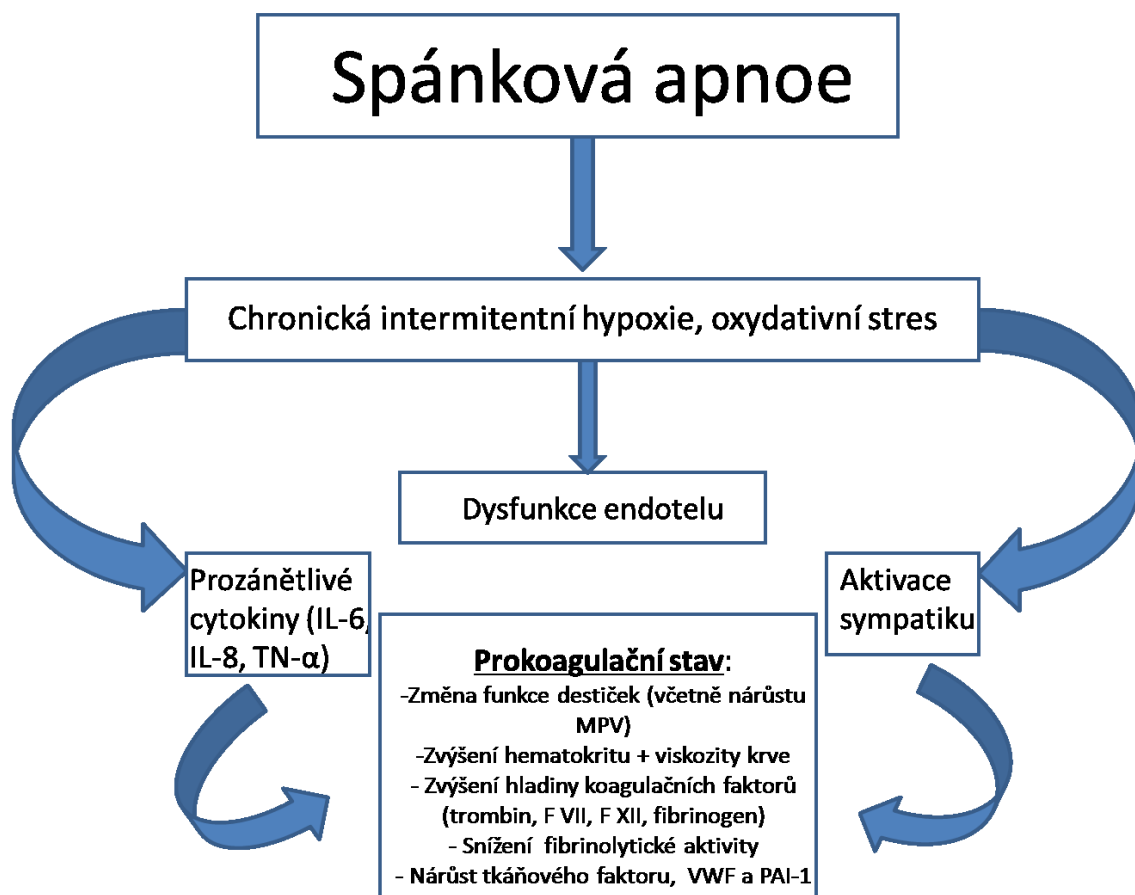 Spánková apnoe
Chronická intermitentní hypoxie, oxydativní stres
Dysfunkce endotelu
Prozánětlivé
cytokiny (IL-6,
IL-8, TN-α)
Aktivace
sympatiku
Prokoagulační stav:
-Změna funkce destiček (včetně nárůstu
MPV)
-Zvýšení hematokritu + viskozity krve
- Zvýšení hladiny koagulačních faktorů
(trombin, F VII, F XII, fibrinogen)
- Snížení fibrinolytické aktivity
- Nárůst tkáňového faktoru, VWF a PAI-1